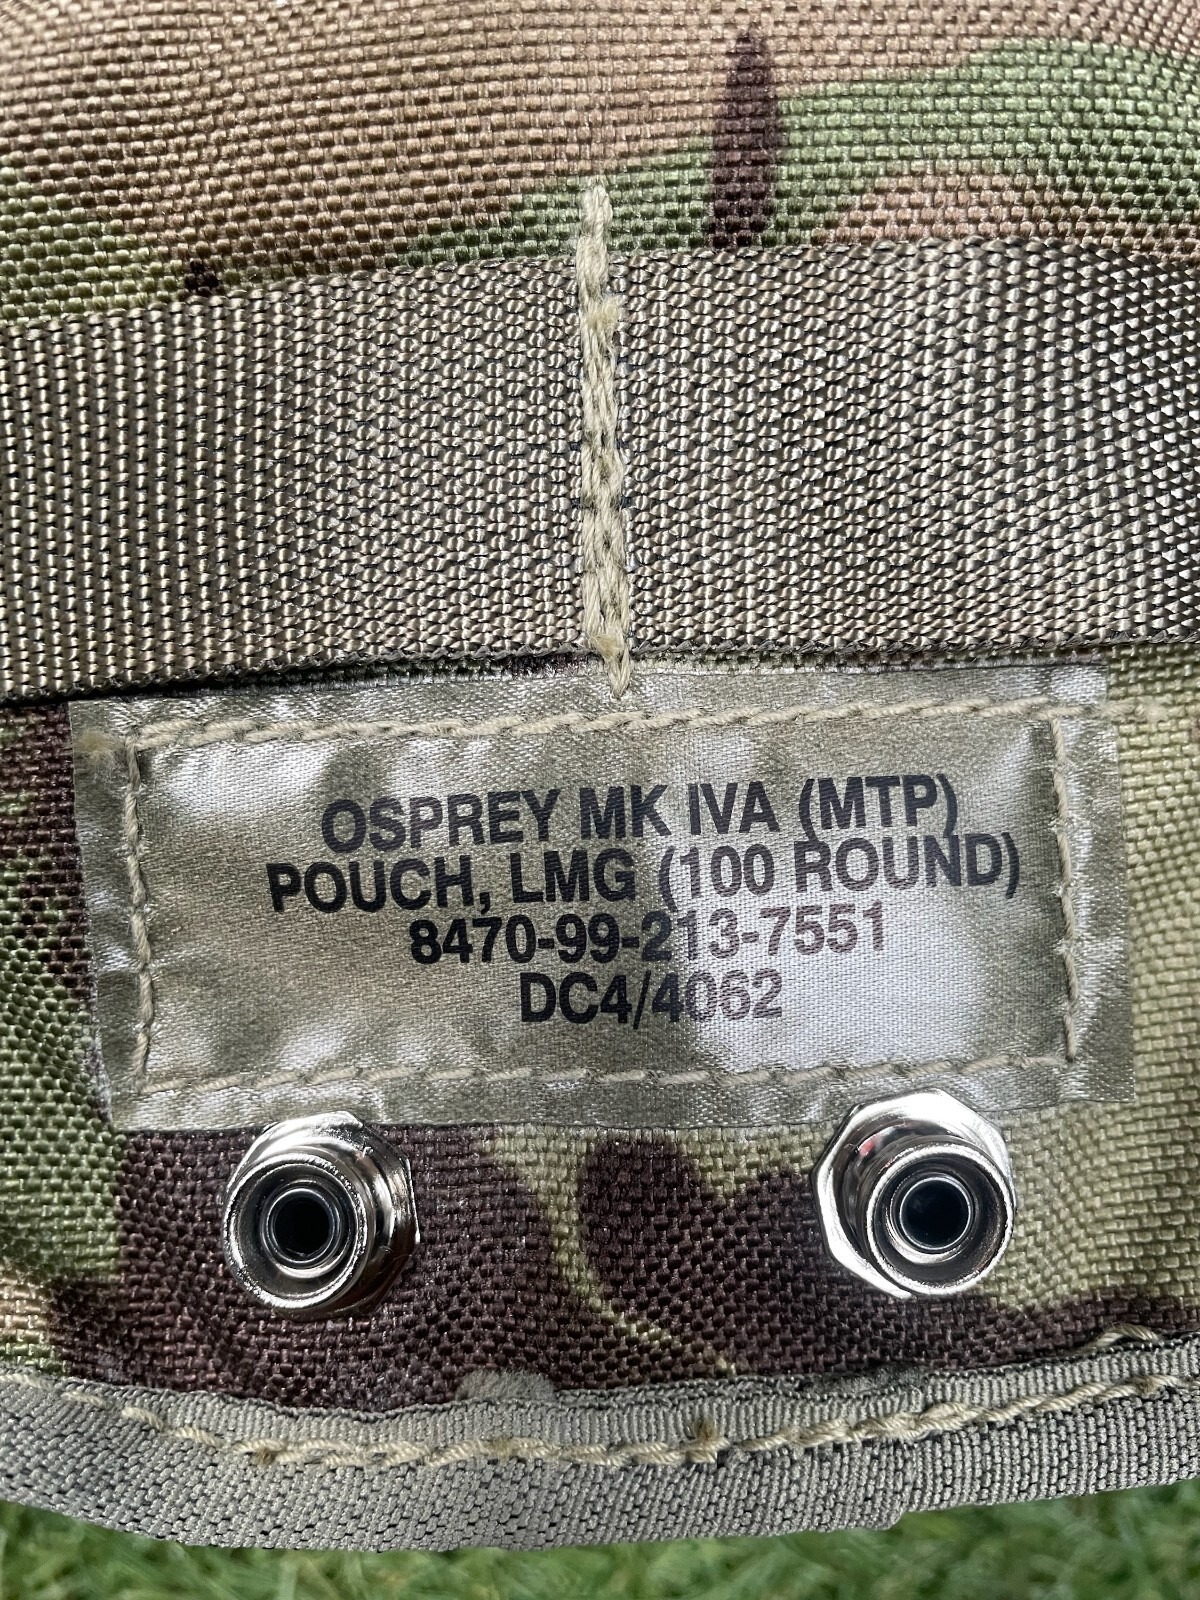 OSPREY MK IVA (MTP)
POUCH, LMG (100 ROUND)
8470-99-213-7551
DC4/4062